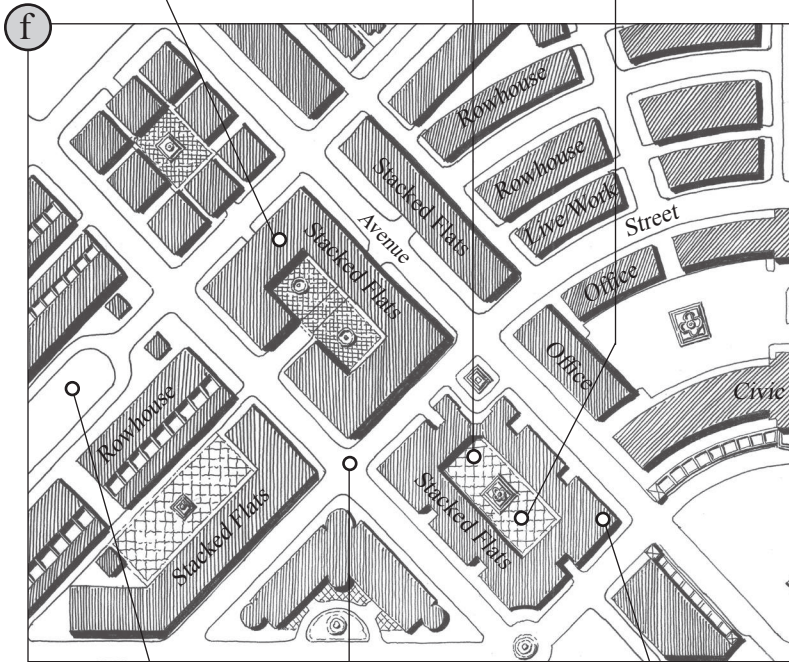 f
Rowhouse
Rowhouse
Stacked Flats
Live Work
Street
Avenue
Stacked Flats
Office
Office
Civic
Rowhouse
Stacked Flats
Stacked Flats